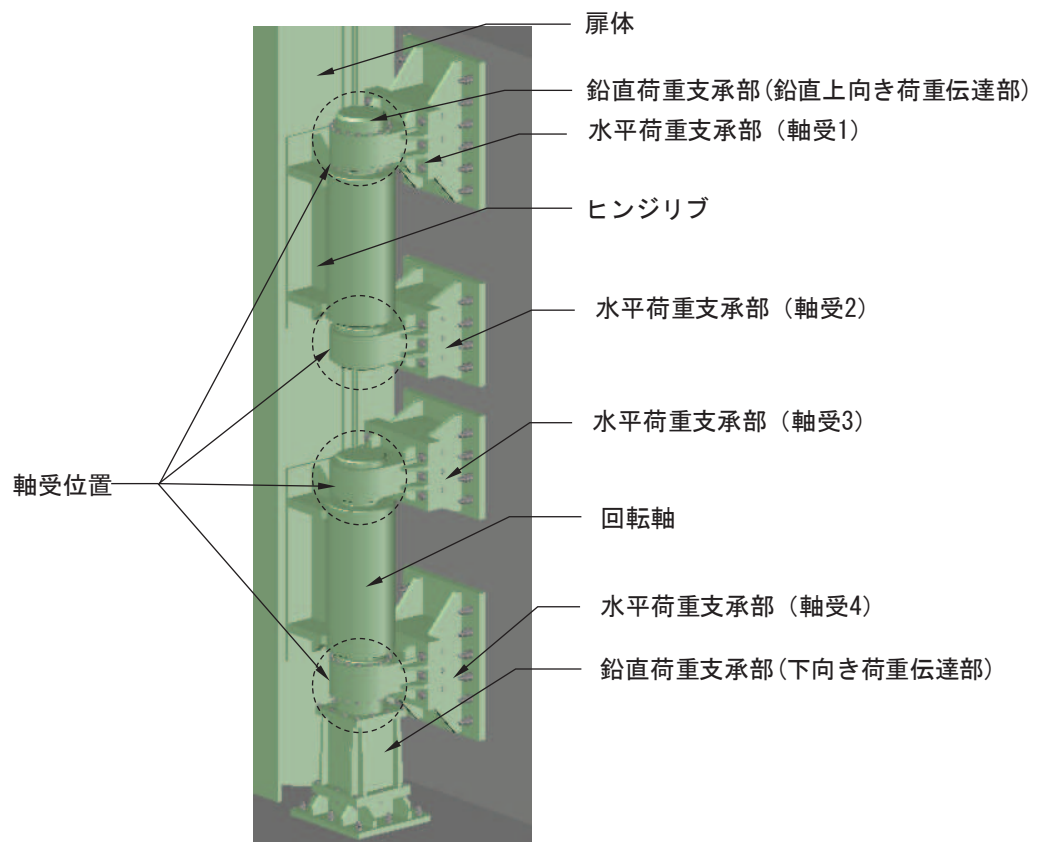 扉体
鉛直荷重支承部(鉛直上向き荷重伝達部)
水平荷重支承部（軸受1）
ヒンジリブ
水平荷重支承部（軸受2）
水平荷重支承部（軸受3）
軸受位置
回転軸
水平荷重支承部（軸受4）
鉛直荷重支承部(下向き荷重伝達部)